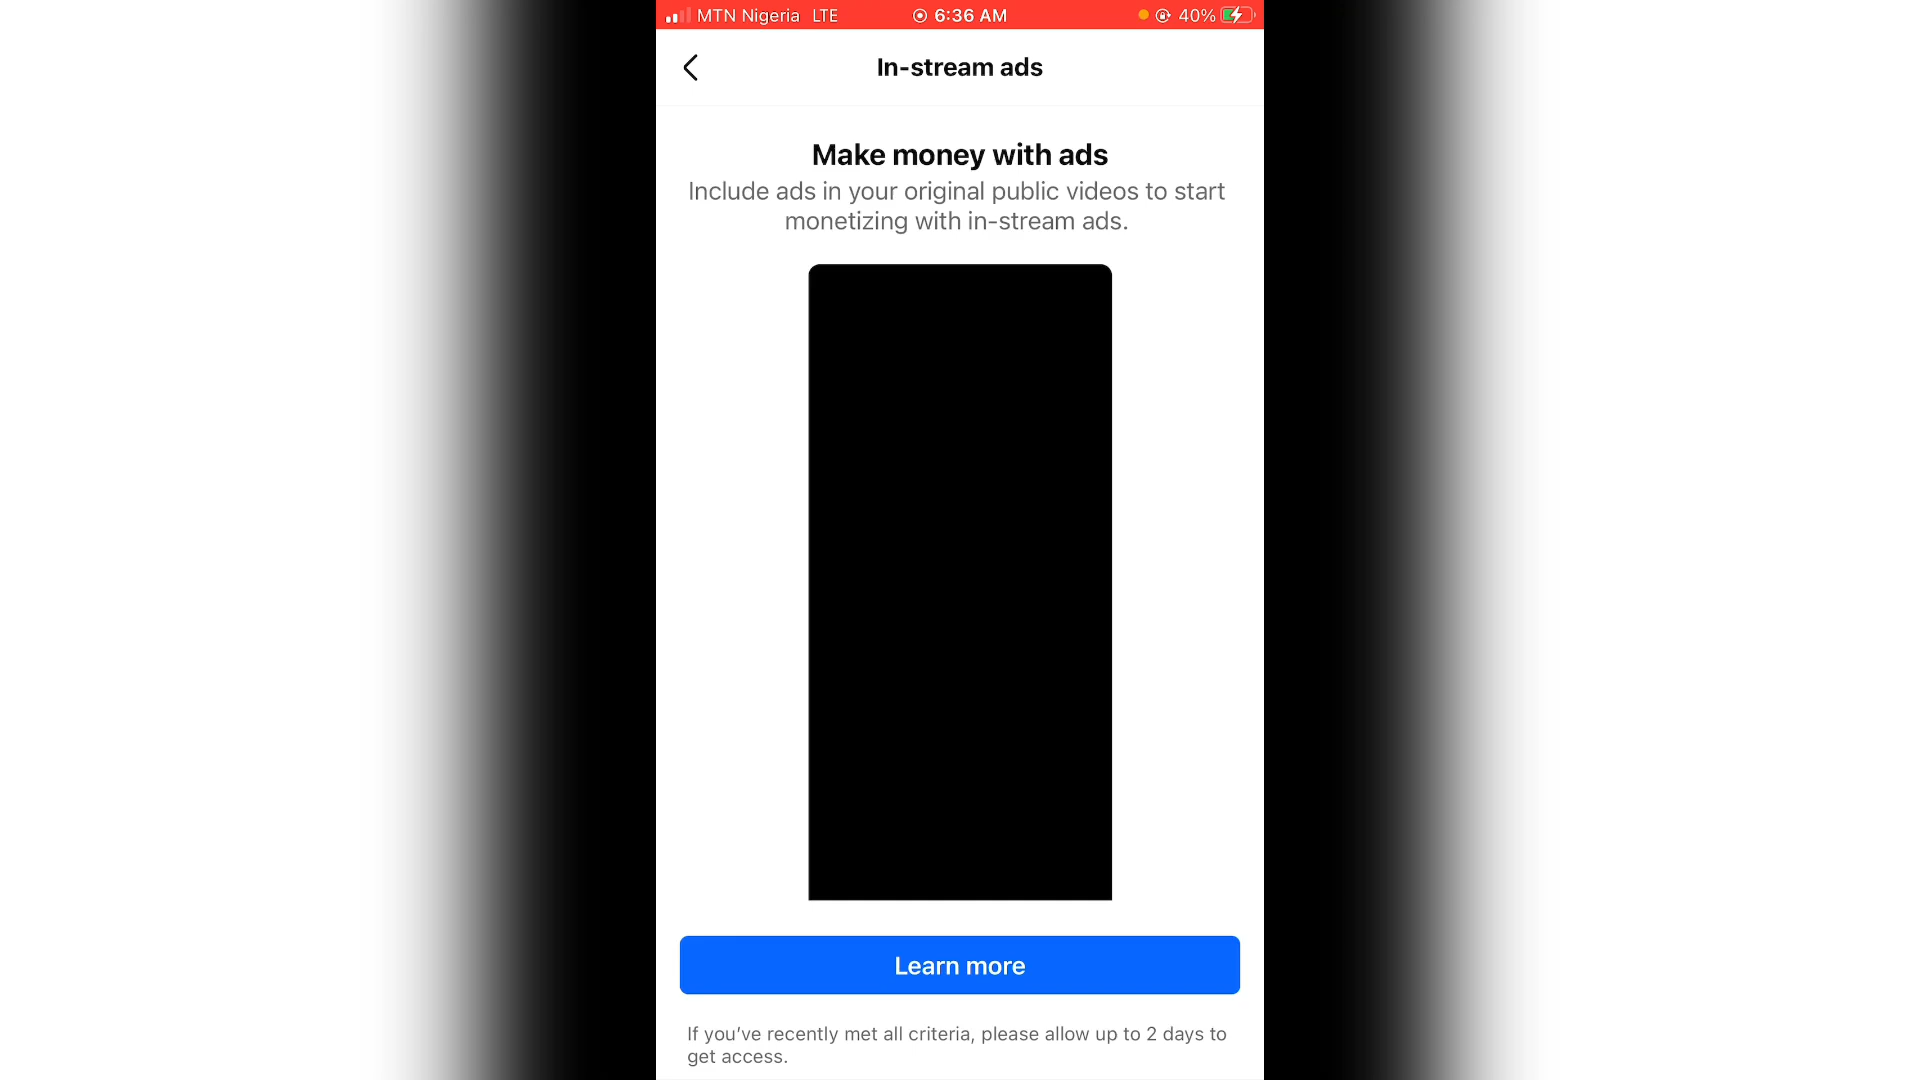 MTN Nigeria LTE 6:36 AM 40%
In-stream ads
Make money with ads
Include ads in your original public videos to start
monetizing with in-stream ads.
Learn more
If you’ve recently met all criteria, please allow up to 2 days to
get access.